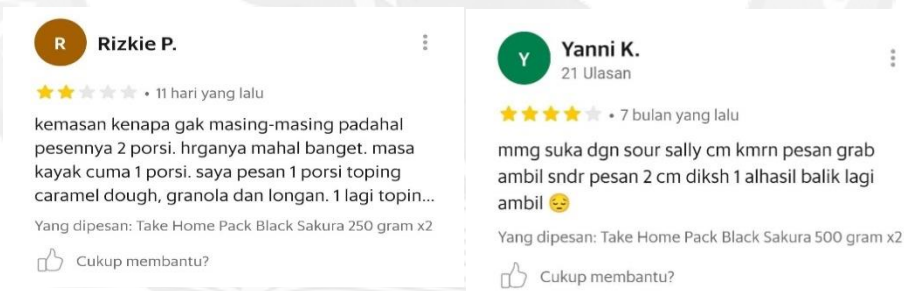 R
Rizkie P.
11 hari yang lalu
kemasan kenapa gak masing-masing padahal
pesennya 2 porsi. hrganya mahal banget. masa
kayak cuma 1 porsi. saya pesan 1 porsi toping
caramel dough, granola dan longan. 1 lagi topin...
Yang dipesan: Take Home Pack Black Sakura 250 gram x2
Cukup membantu?
Y
Yanni K.
21 Ulasan
7 bulan yang lalu
mmg suka dgn sour sally cm kmrn pesan grab
ambil sndr pesan 2 cm diksh 1 alhasil balik lagi
ambil 😔
Yang dipesan: Take Home Pack Black Sakura 500 gram x2
Cukup membantu?